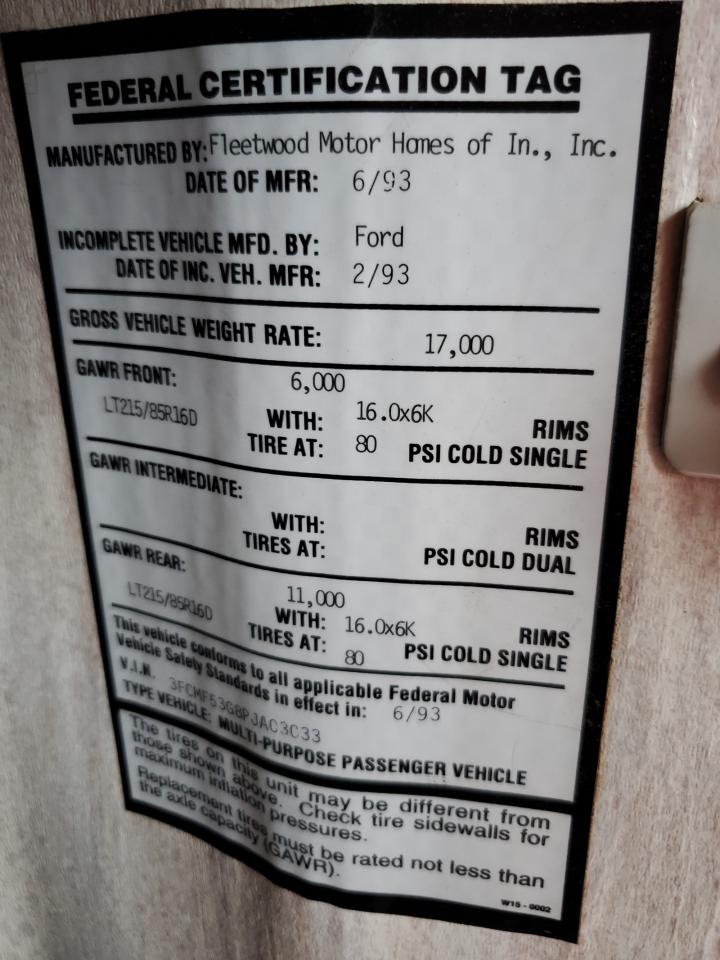 FEDERAL CERTIFICATION TAG
MANUFACTURED BY: Fleetwood Motor Homes of In., Inc.
DATE OF MFR: 6/93
INCOMPLETE VEHICLE MFD. BY: Ford
DATE OF INC. VEH. MFR: 2/93
GROSS VEHICLE WEIGHT RATE: 17,000
GAWR FRONT: 6,000
LT215/85R16D WITH: 16.0x6K RIMS
TIRE AT: 80 PSI COLD SINGLE
GAWR INTERMEDIATE:
WITH: RIMS
TIRES AT: PSI COLD DUAL
GAWR REAR: 11,000
LT215/85R16D WITH: 16.0x6K RIMS
TIRES AT: 80 PSI COLD SINGLE
This vehicle conforms to all applicable Federal Motor
Vehicle Safety Standards in effect in: 6/93
V.I.N.
TYPE VEHICLE: MULTI-PURPOSE PASSENGER VEHICLE
The tires on this unit may be different from
those shown above. Check tire sidewalls for
maximum inflation pressures.
Replacement tires must be rated not less than
the axle capacity (GAWR).
W15-0002